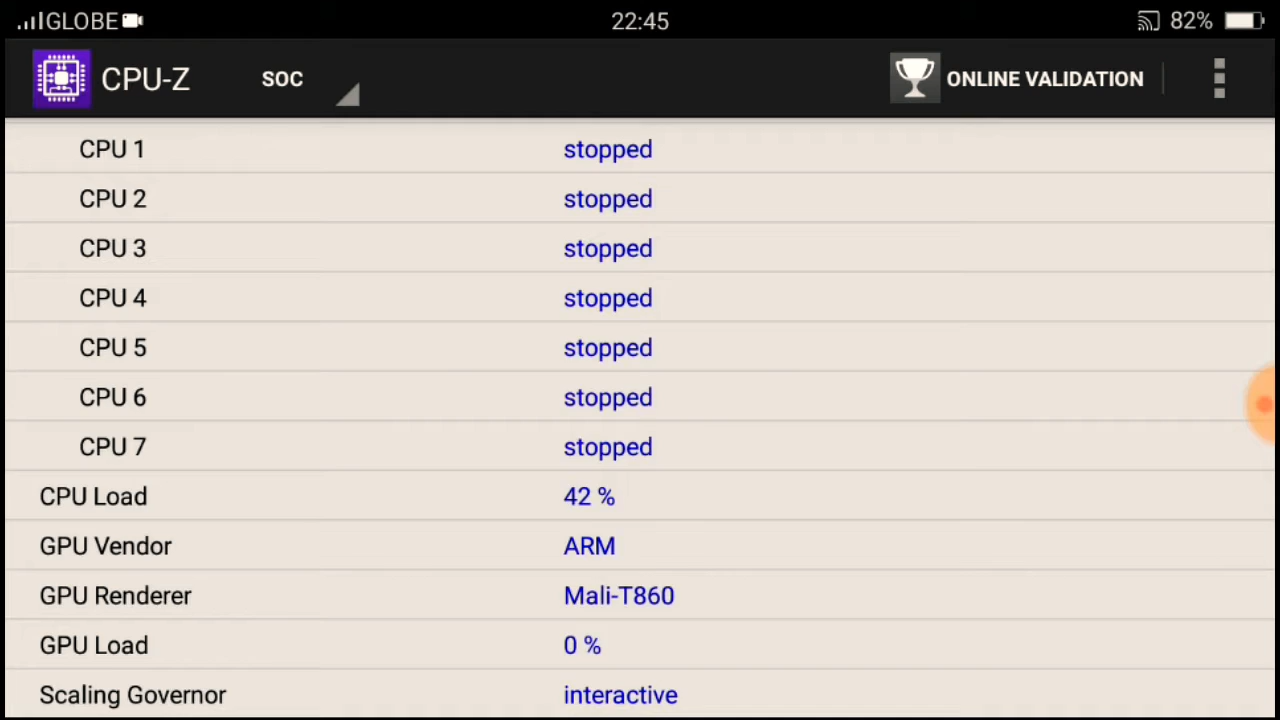 GLOBE 22:45 82%
CPU-Z SOC ONLINE VALIDATION
CPU 1 stopped
CPU 2 stopped
CPU 3 stopped
CPU 4 stopped
CPU 5 stopped
CPU 6 stopped
CPU 7 stopped
CPU Load 42 %
GPU Vendor ARM
GPU Renderer Mali-T860
GPU Load 0 %
Scaling Governor interactive